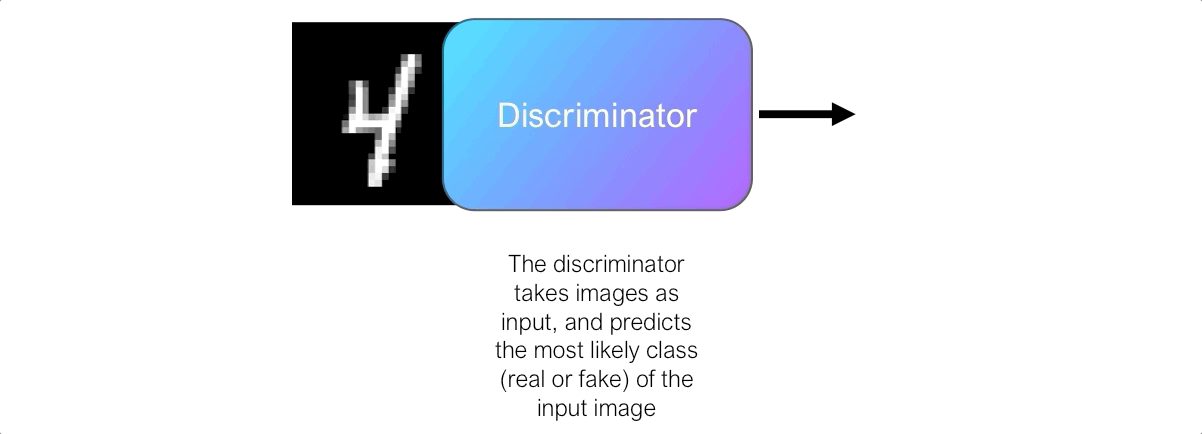 4
Discriminator
The discriminator
takes images as
input, and predicts
the most likely class
(real or fake) of the
input image